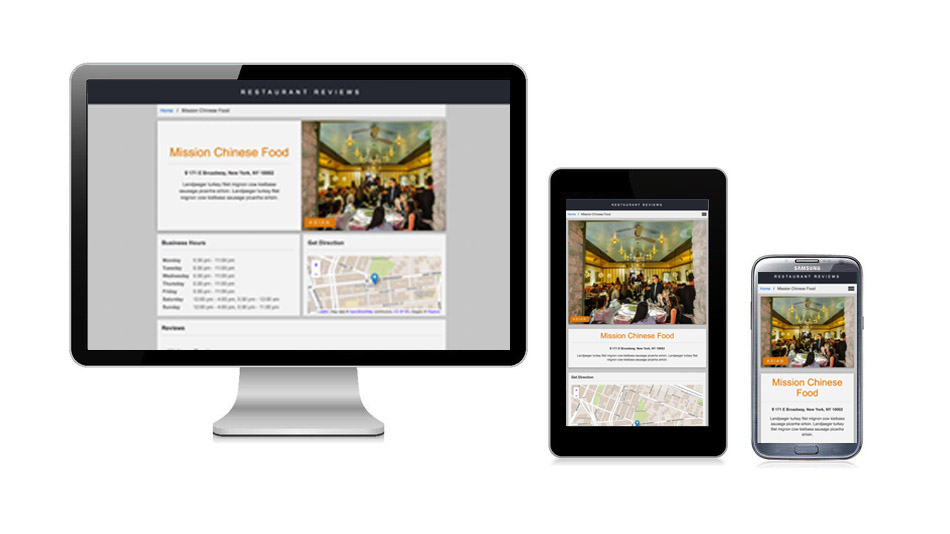 RESTAURANT REVIEWS
Home / Mission Chinese Food
Mission Chinese Food
171 E Broadway, New York, NY 10002
Landjaeger turkey filet mignon cow kielbasa
sausage picanha sirloin. Landjaeger turkey filet
mignon cow kielbasa sausage picanha sirloin.
ASIAN
Business Hours
Monday 5:30 pm - 11:00 pm
Tuesday 5:30 pm - 11:00 pm
Wednesday 5:30 pm - 11:00 pm
Thursday 5:30 pm - 11:00 pm
Friday 5:30 pm - 11:00 pm
Saturday 12:00 pm - 4:00 pm, 5:30 pm - 12:00 am
Sunday 12:00 pm - 4:00 pm, 5:30 pm - 11:00 pm
Get Direction
Reviews
RESTAURANT REVIEWS
Home / Mission Chinese Food
ASIAN
Mission Chinese Food
171 E Broadway, New York, NY 10002
Landjaeger turkey filet mignon cow kielbasa sausage picanha sirloin. Landjaeger turkey
filet mignon cow kielbasa sausage picanha sirloin.
Get Direction
SAMSUNG
RESTAURANT REVIEWS
Home / Mission Chinese Food
ASIAN
Mission Chinese
Food
171 E Broadway, New York, NY 10002
Landjaeger turkey filet mignon cow kielbasa
sausage picanha sirloin. Landjaeger turkey
filet mignon cow kielbasa sausage picanha
sirloin.